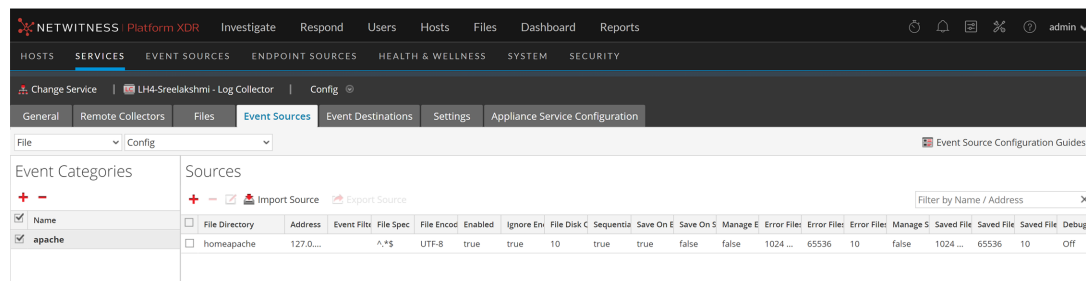 NETWITNESS Platform XDR Investigate Respond Users Hosts Files Dashboard Reports admin
HOSTS SERVICES EVENT SOURCES ENDPOINT SOURCES HEALTH & WELLNESS SYSTEM SECURITY
Change Service | LH4-Sreelakshmi - Log Collector | Config
General Remote Collectors Files Event Sources Event Destinations Settings Appliance Service Configuration
File Config Event Source Configuration Guides
Event Categories Sources
Import Source Export Source Filter by Name / Address
Name File Directory Address Event Filte File Spec File Encod Enabled Ignore En File Disk Sequentia Save On E Save On S Manage E Error Files Error Files Error Files Manage S Saved File Saved File Saved File Debug
apache homeapache 127.0.... ^.*$ UTF-8 true true 10 true true false false 1024 ... 65536 10 false 1024 ... 65536 10 Off